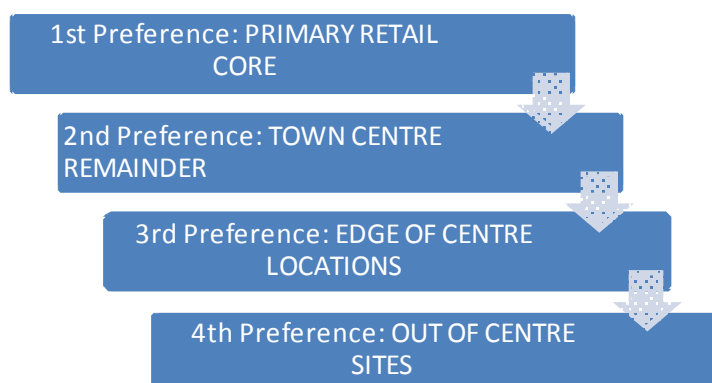 1st Preference: PRIMARY RETAIL
CORE
2nd Preference: TOWN CENTRE
REMAINDER
3rd Preference: EDGE OF CENTRE
LOCATIONS
4th Preference: OUT OF CENTRE
SITES